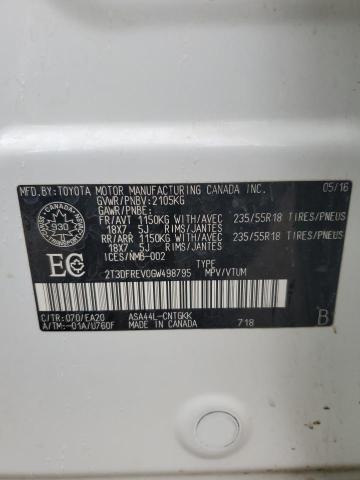 MFD.BY:TOYOTA MOTOR MANUFACTURING CANADA INC. 05/16
GVWR/PNBV:2105KG
GAWR/PNBE:
FR/AVT 1150KG WITH/AVEC 235/55R18 TIRES/PNEUS
18X7 5J RIMS/JANTES
RR/ARR 1150KG WITH/AVEC 235/55R18 TIRES/PNEUS
18X7 5J RIMS/JANTES
ICES/NMB-002 TYPE
2T3DFREV0GW498795 MPV/VTUM
930
EC
C/TR:070/EA20 ASA44L-CNTGKK
A/TM:-01A/U760F MADE IN CANADA 718
B